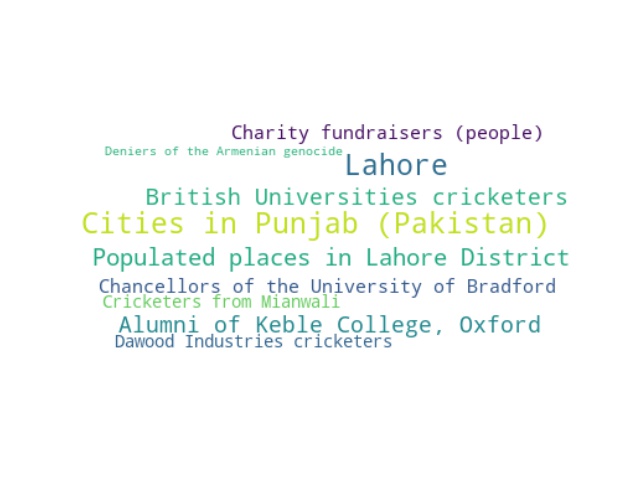 Charity fundraisers (people)
Deniers of the Armenian genocide
Lahore
British Universities cricketers
Cities in Punjab (Pakistan)
Populated places in Lahore District
Chancellors of the University of Bradford
Cricketers from Mianwali
Alumni of Keble College, Oxford
Dawood Industries cricketers